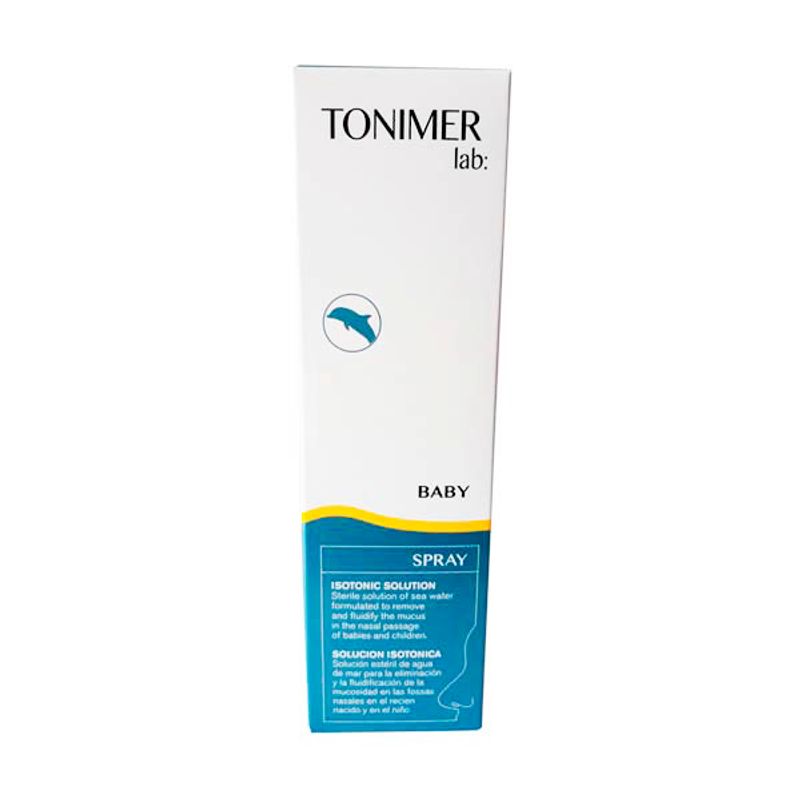 TONIMER
lab:
BABY
SPRAY
ISOTONIC SOLUTION
Sterile solution of sea water
formulated to remove
and fluidify the mucus
in the nasal passage
of babies and children.
SOLUCION ISOTONICA
Solución estéril de agua
de mar para la eliminación
y la fluidificación de la
mucosidad en las fossas
nasales en el recien
nacido y en el niño